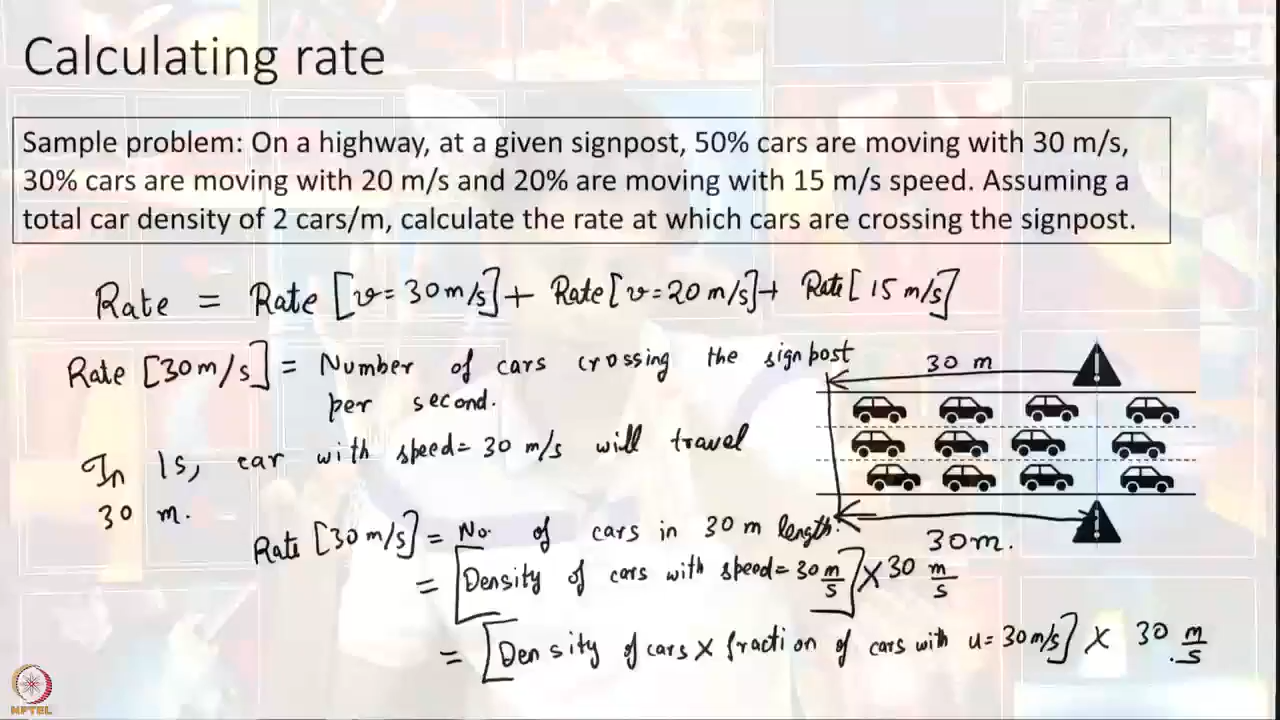 Calculating rate
Sample problem: On a highway, at a given signpost, 50% cars are moving with 30 m/s,
30% cars are moving with 20 m/s and 20% are moving with 15 m/s speed. Assuming a
total car density of 2 cars/m, calculate the rate at which cars are crossing the signpost.
Rate = Rate [v = 30 m/s] + Rate [v = 20 m/s] + Rate [15 m/s]
Rate [30 m/s] = Number of cars crossing the signpost
per second.
30 m
In 1s, car with speed = 30 m/s will travel
30 m.
Rate [30 m/s] = No. of cars in 30 m length.
30 m.
= [Density of cars with speed = 30 m/s] X 30 m/s
= [Density of cars X fraction of cars with u = 30 m/s] X 30 m/s
NPTEL